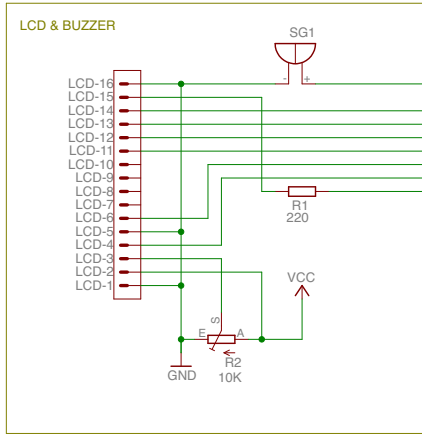 LCD & BUZZER
SG1
- +
LCD-16
LCD-15
LCD-14
LCD-13
LCD-12
LCD-11
LCD-10
LCD-9
LCD-8
LCD-7
LCD-6
LCD-5
LCD-4
LCD-3
LCD-2
LCD-1
R1
220
VCC
S
E A
R2
10K
GND